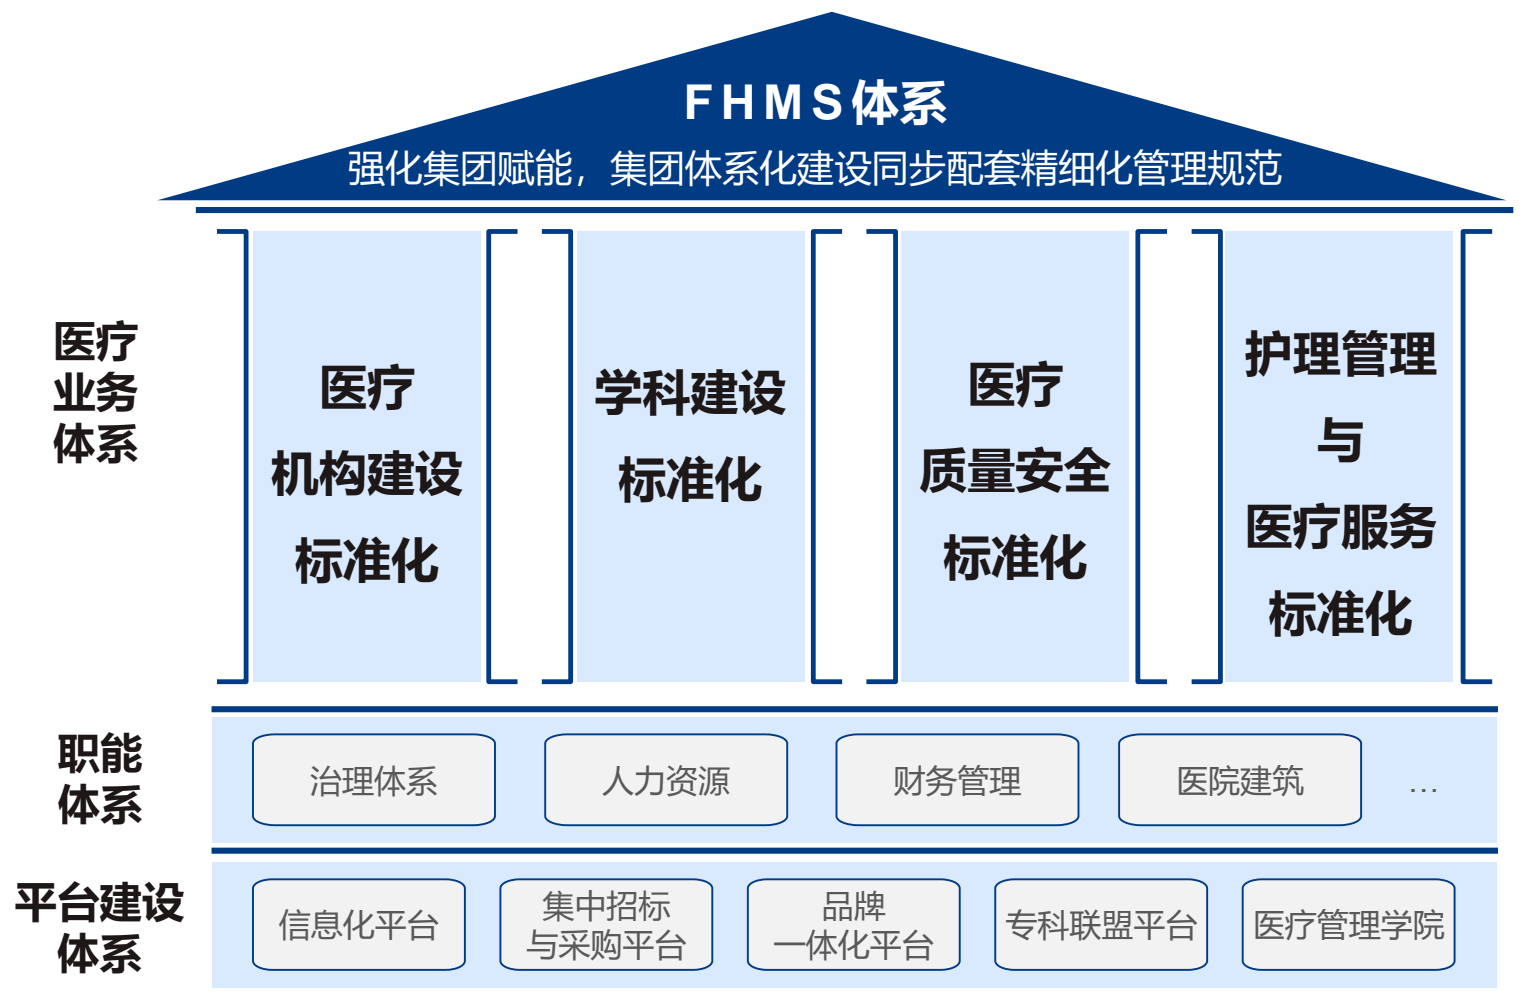 FHMS体系
强化集团赋能，集团体系化建设同步配套精细化管理规范
医疗
业务
体系
医疗
机构建设
标准化
学科建设
标准化
医疗
质量安全
标准化
护理管理
与
医疗服务
标准化
职能
体系
治理体系
人力资源
财务管理
医院建筑
…
平台建设
体系
信息化平台
集中招标
与采购平台
品牌
一体化平台
专科联盟平台
医疗管理学院